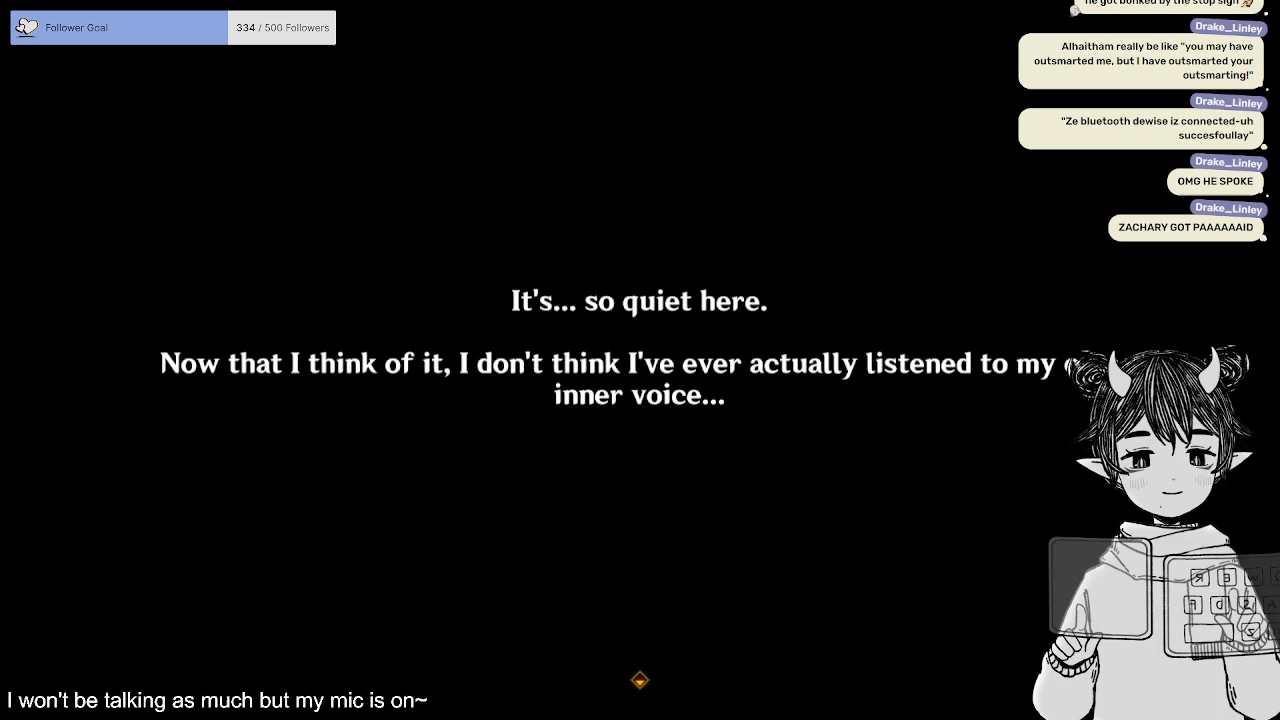 Follower Goal
334 / 500 Followers
he got bonked by the stop sign
Drake_Linley
Alhaitham really be like "you may have
outsmarted me, but I have outsmarted your
outsmarting!"
Drake_Linley
"Ze bluetooth dewise iz connected-uh
succesfoullay"
Drake_Linley
OMG HE SPOKE
Drake_Linley
ZACHARY GOT PAAAAAAID
It's... so quiet here.
Now that I think of it, I don't think I've ever actually listened to my
inner voice...
I won't be talking as much but my mic is on~